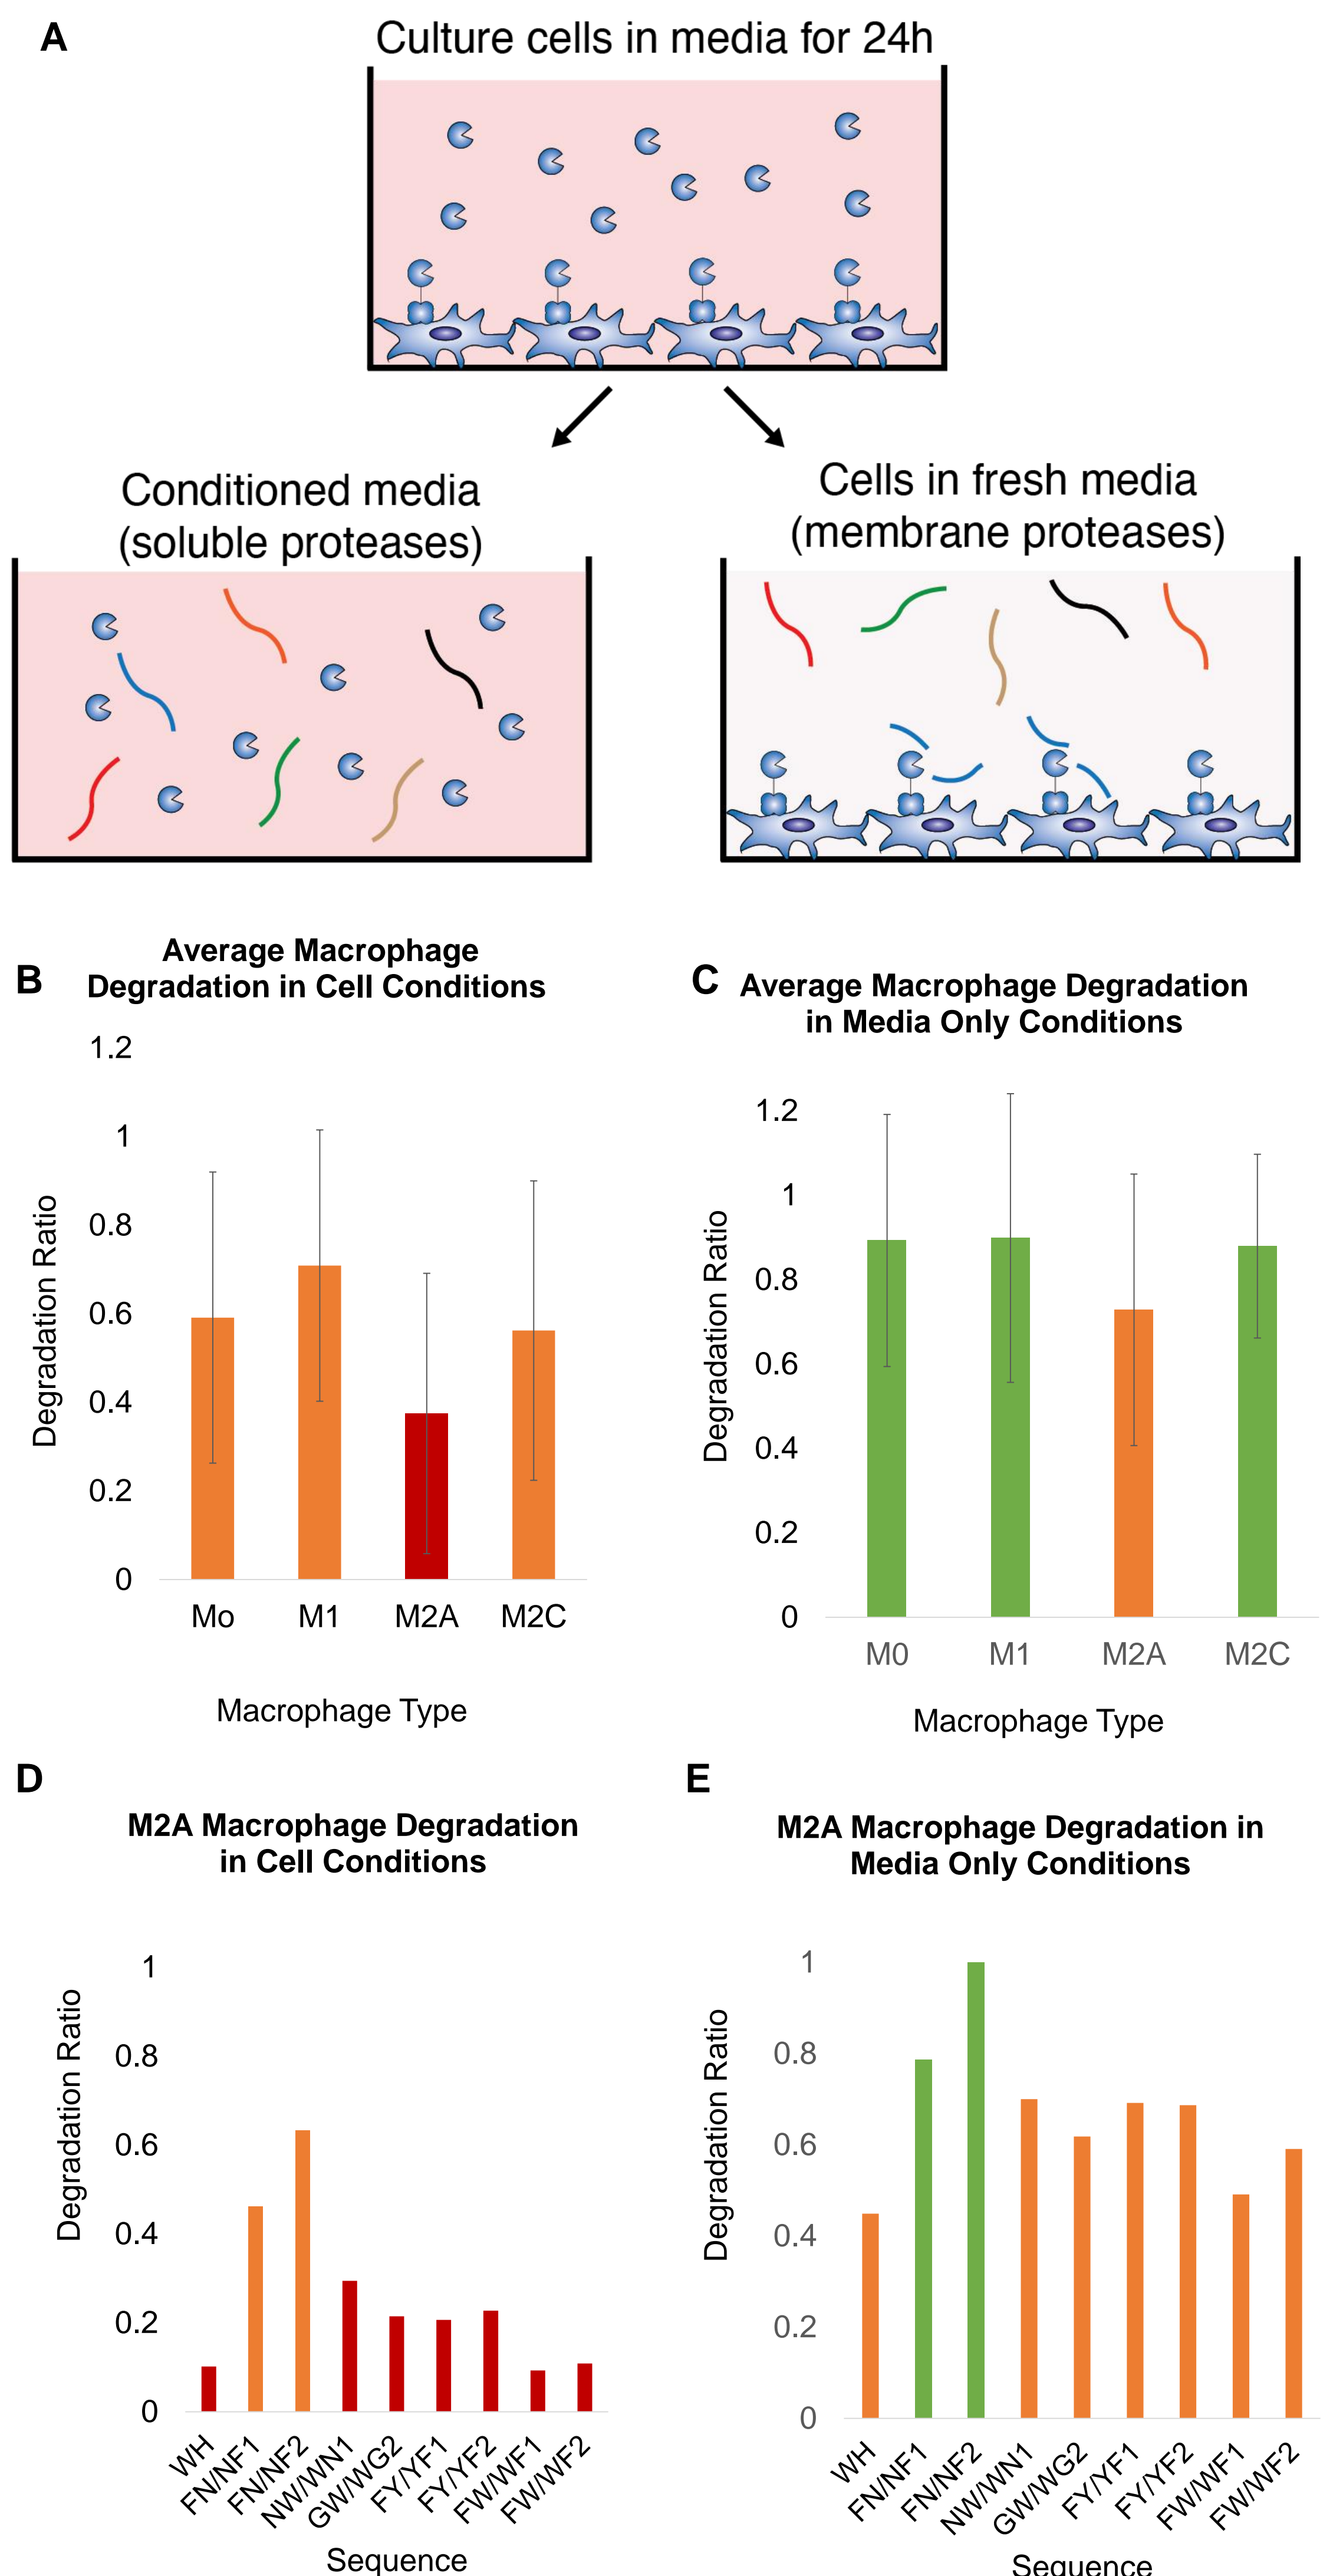 A
Culture cells in media for 24h
Conditioned media
(soluble proteases)
Cells in fresh media
(membrane proteases)
B
Average Macrophage
Degradation in Cell Conditions
Degradation Ratio
1.2
1
0.8
0.6
0.4
0.2
0
Mo
M1
M2A
M2C
Macrophage Type
C
Average Macrophage Degradation
in Media Only Conditions
Degradation Ratio
1.2
1
0.8
0.6
0.4
0.2
0
M0
M1
M2A
M2C
Macrophage Type
D
M2A Macrophage Degradation
in Cell Conditions
Degradation Ratio
1
0.8
0.6
0.4
0.2
0
WH
FN/NF1
FN/NF2
NW/WN1
GW/WG2
FY/YF1
FY/YF2
FW/WF1
FW/WF2
Sequence
E
M2A Macrophage Degradation in
Media Only Conditions
Degradation Ratio
1
0.8
0.6
0.4
0.2
0
WH
FN/NF1
FN/NF2
NW/WN1
GW/WG2
FY/YF1
FY/YF2
FW/WF1
FW/WF2
Sequence